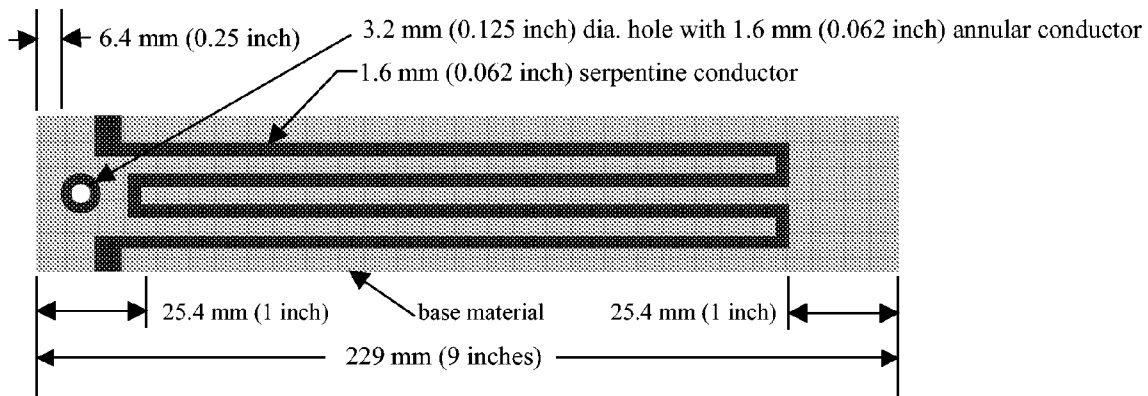 6.4 mm (0.25 inch)
3.2 mm (0.125 inch) dia. hole with 1.6 mm (0.062 inch) annular conductor
1.6 mm (0.062 inch) serpentine conductor
25.4 mm (1 inch)
base material
25.4 mm (1 inch)
229 mm (9 inches)